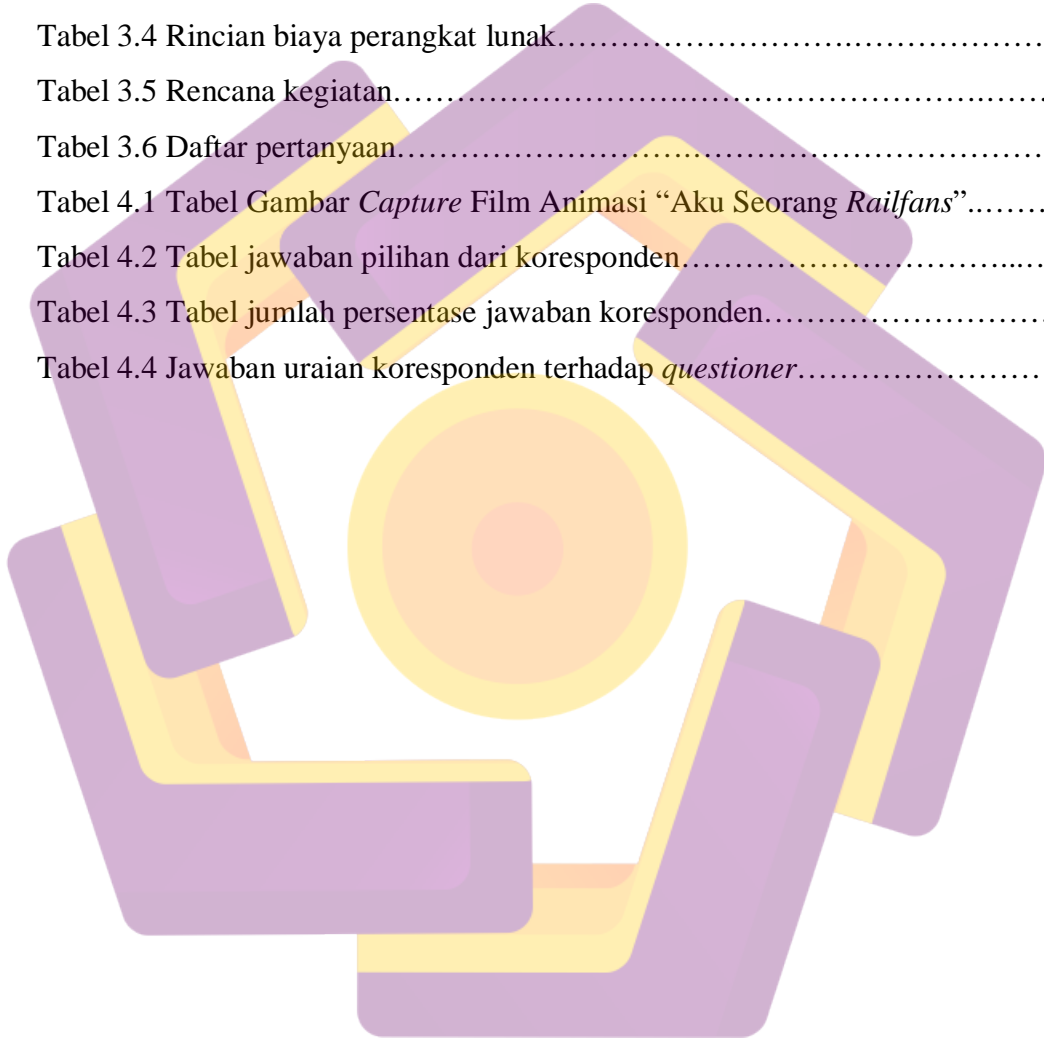 Tabel 3.4 Rincian biaya perangkat lunak……………………….………………
Tabel 3.5 Rencana kegiatan………………………………………………….……
Tabel 3.6 Daftar pertanyaan……………………………………………………
Tabel 4.1 Tabel Gambar Capture Film Animasi “Aku Seorang Railfans”..……
Tabel 4.2 Tabel jawaban pilihan dari koresponden…………………………...…
Tabel 4.3 Tabel jumlah persentase jawaban koresponden………………………
Tabel 4.4 Jawaban uraian koresponden terhadap questioner……………………